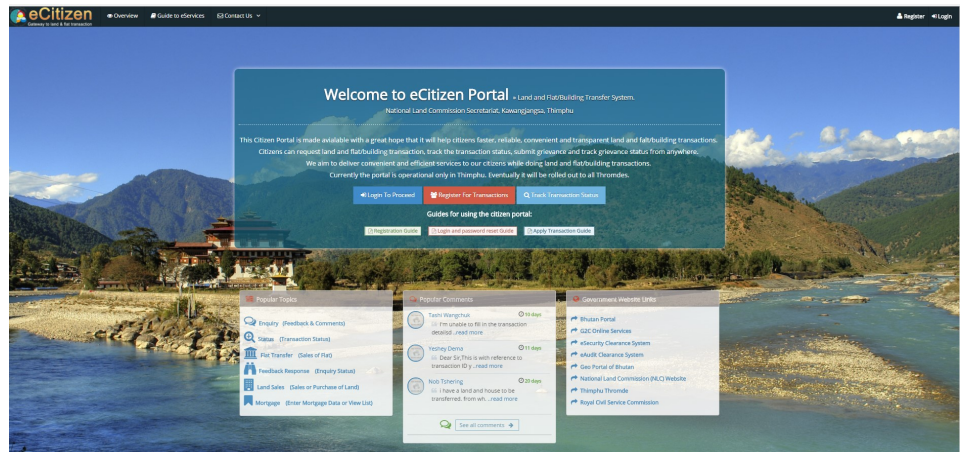 eCitizen
Gateway to land & flat transaction
Overview
Guide to eServices
Contact Us
Register
Login
Welcome to eCitizen Portal - Land and Flat/Building Transfer System.
National Land Commission Secretariat, Kawangjangsa, Thimphu
This Citizen Portal is made avialable with a great hope that it will help citizens faster, reliable, convenient and transparent land and falt/building transactions.
Citizens can request land and flat/building transaction, track the transaction status, submit grievance and track grievance status from anywhere.
We aim to deliver convenient and efficient services to our citizens while doing land and flat/building transactions.
Currently the portal is operational only in Thimphu. Eventually it will be rolled out to all Thromdes.
Login To Proceed
Register For Transactions
Track Transaction Status
Guides for using the citizen portal:
Registration Guide
Login and password reset Guide
Apply Transaction Guide
Popular Topics
Enquiry (Feedback & Comments)
Status (Transaction Status)
Flat Transfer (Sales of Flat)
Feedback Response (Enquiry Status)
Land Sales (Sales or Purchase of Land)
Mortgage (Enter Mortgage Data or View List)
Popular Comments
Tashi Wangchuk
10 days
I'm unable to fill in the transaction
detailsd ..read more
Yeshey Dema
11 days
Dear Sir,This is with reference to
transaction ID y ..read more
Nob Tshering
20 days
i have a land and house to be
transferred, from wh...read more
See all comments
Government Website Links
Bhutan Portal
G2C Online Services
eSecurity Clearance System
eAudit Clearance System
Geo Portal of Bhutan
National Land Commission (NLC) Website
Thimphu Thromde
Royal Civil Service Commission